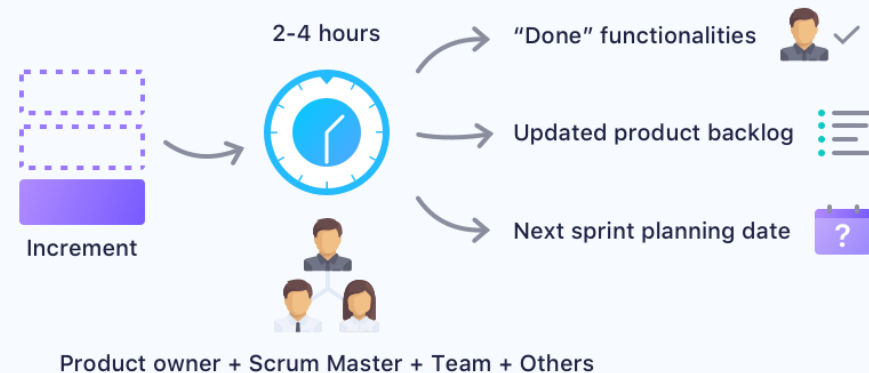 2-4 hours
“Done” functionalities
Updated product backlog
Next sprint planning date
?
Increment
Product owner + Scrum Master + Team + Others